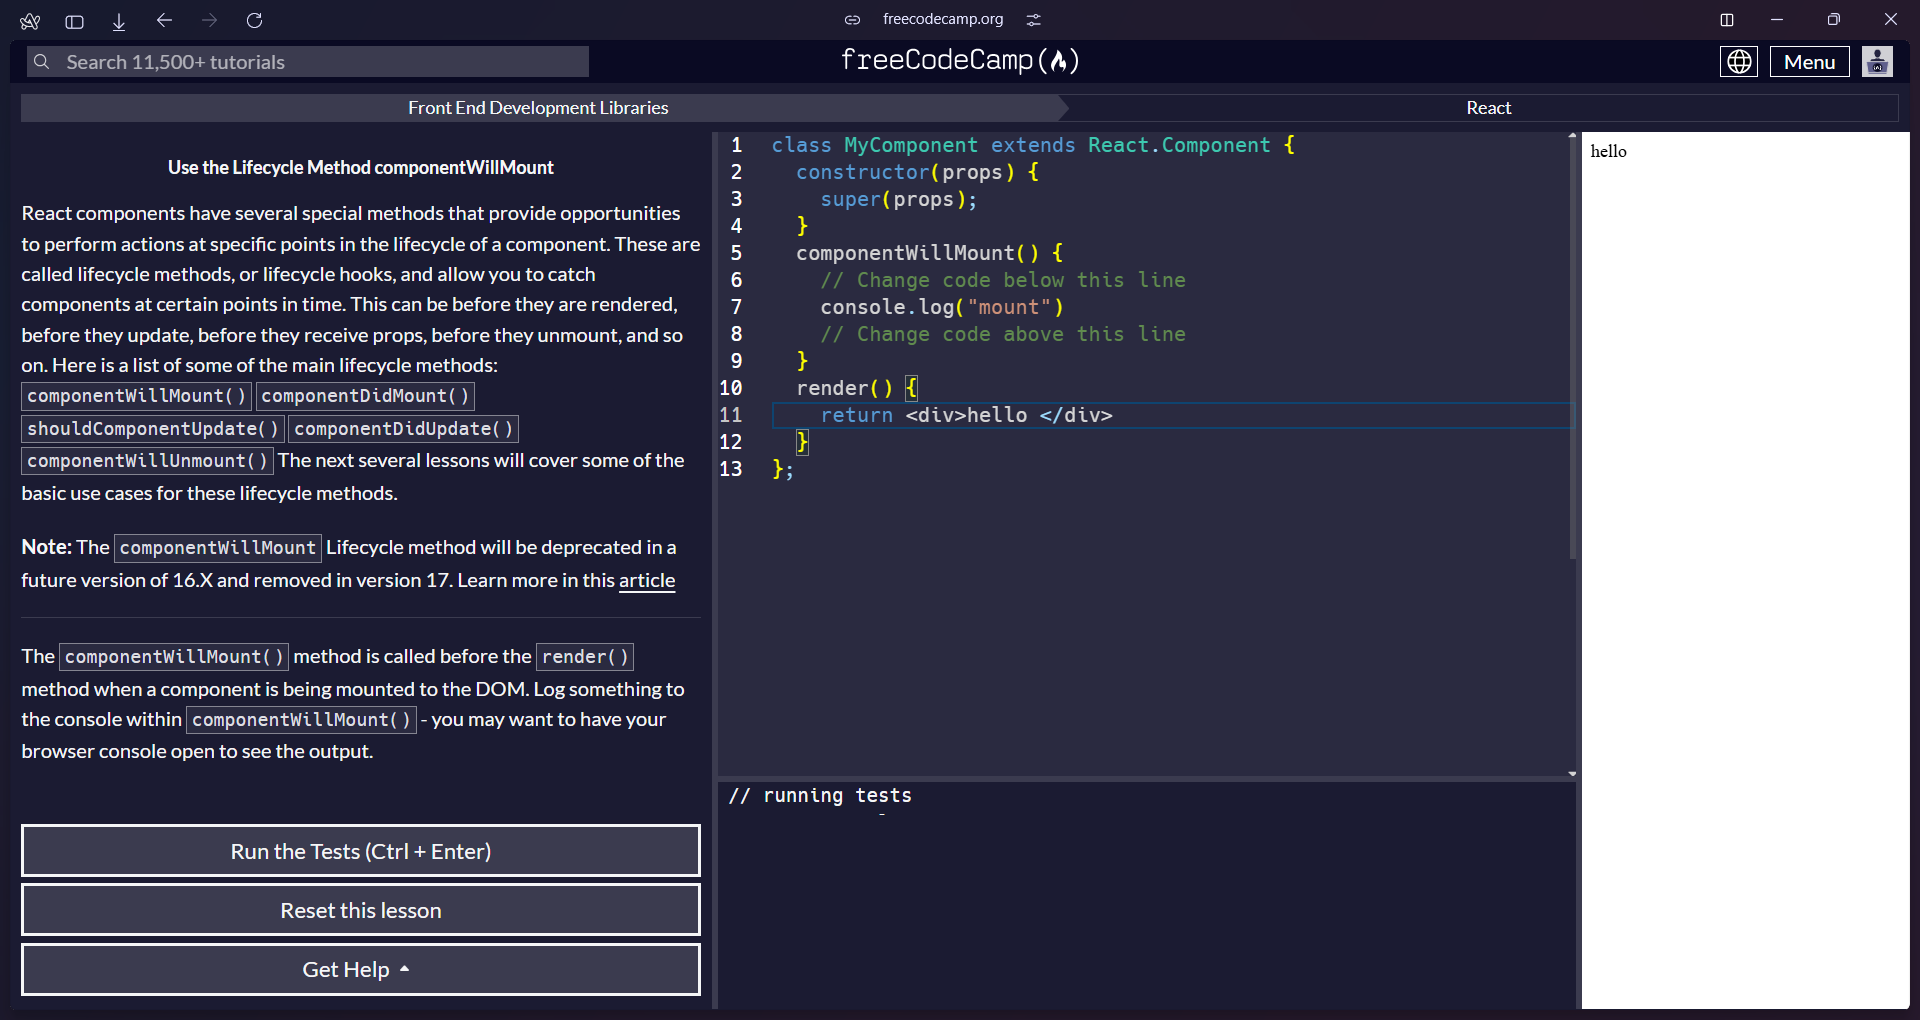 freecodecamp.org
Search 11,500+ tutorials
freeCodeCamp
Menu
Front End Development Libraries
React
Use the Lifecycle Method componentWillMount
React components have several special methods that provide opportunities
to perform actions at specific points in the lifecycle of a component. These are
called lifecycle methods, or lifecycle hooks, and allow you to catch
components at certain points in time. This can be before they are rendered,
before they update, before they receive props, before they unmount, and so
on. Here is a list of some of the main lifecycle methods:
componentWillMount() componentDidMount()
shouldComponentUpdate() componentDidUpdate()
componentWillUnmount() The next several lessons will cover some of the
basic use cases for these lifecycle methods.
Note: The componentWillMount Lifecycle method will be deprecated in a
future version of 16.X and removed in version 17. Learn more in this article
The componentWillMount() method is called before the render()
method when a component is being mounted to the DOM. Log something to
the console within componentWillMount() - you may want to have your
browser console open to see the output.
Run the Tests (Ctrl + Enter)
Reset this lesson
Get Help
1 class MyComponent extends React.Component {
2 constructor(props) {
3 super(props);
4 }
5 componentWillMount() {
6 // Change code below this line
7 console.log("mount")
8 // Change code above this line
9 }
10 render() {
11 return <div>hello </div>
12 }
13 };
// running tests
hello